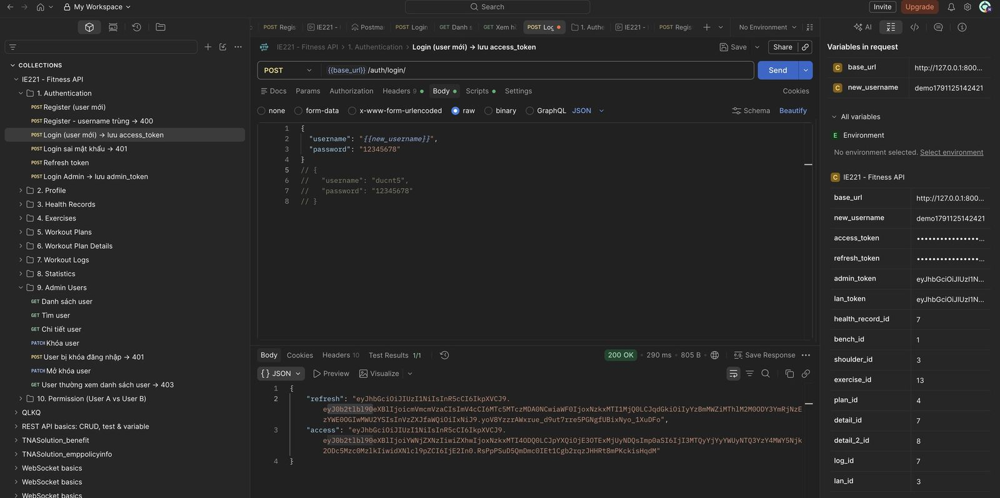 My Workspace
Search
Invite
Upgrade
COLLECTIONS
IE221 - Fitness API
1. Authentication
POST Register (user mới)
POST Register - username trùng → 400
POST Login (user mới) → lưu access_token
POST Login sai mật khẩu → 401
POST Refresh token
POST Login Admin → lưu admin_token
2. Profile
3. Health Records
4. Exercises
5. Workout Plans
6. Workout Plan Details
7. Workout Logs
8. Statistics
9. Admin Users
GET Danh sách user
GET Tìm user
GET Chi tiết user
PATCH Khóa user
POST User bị khóa đăng nhập → 401
PATCH Mở khóa user
GET User thường xem danh sách user → 403
10. Permission (User A vs User B)
QLKQ
REST API basics: CRUD, test & variable
TNASolution_benefit
TNASolution_emppolicyinfo
WebSocket basics
WebSocket basics
WebSocket basics
POST Regis
IE221 -
Postma
POST Login
GET Danh s
GET Xem h
POST Log
1. Authe
IE221 -
POST Regis
No Environment
HTTP IE221 - Fitness API > 1. Authentication > Login (user mới) → lưu access_token
Save
Share
POST
{{base_url}} /auth/login/
Send
Docs Params Authorization Headers 9 Body Scripts Settings
Cookies
none form-data x-www-form-urlencoded raw binary GraphQL JSON
Schema Beautify
1 {
2 "username": "{{new_username}}",
3 "password": "12345678"
4 }
5 // {
6 // "username": "ducnt5",
7 // "password": "12345678"
8 // }
Body Cookies Headers 10 Test Results 1/1
200 OK • 290 ms • 805 B
e.g. Save Response
{} JSON Preview Visualize
1 {
2 "refresh": "eyJhbGciOiJIUzI1NiIsInR5cCI6IkpXVCJ9.
3 "access": "eyJhbGciOiJIUzI1NiIsInR5cCI6IkpXVCJ9.
4 }
AI
Variables in request
C base_url http://127.0.0.1:800...
C new_username demo1791125142421
All variables
E Environment
No environment selected. Select environment
C IE221 - Fitness API
base_url http://127.0.0.1:800...
new_username demo1791125142421
access_token ••••••••••••••••...
refresh_token ••••••••••••••••...
admin_token eyJhbGciOiJIUzI1N...
lan_token eyJhbGciOiJIUzI1N...
health_record_id 7
bench_id 1
shoulder_id 3
exercise_id 13
plan_id 4
detail_id 7
detail_2_id 8
log_id 7
lan_id 3